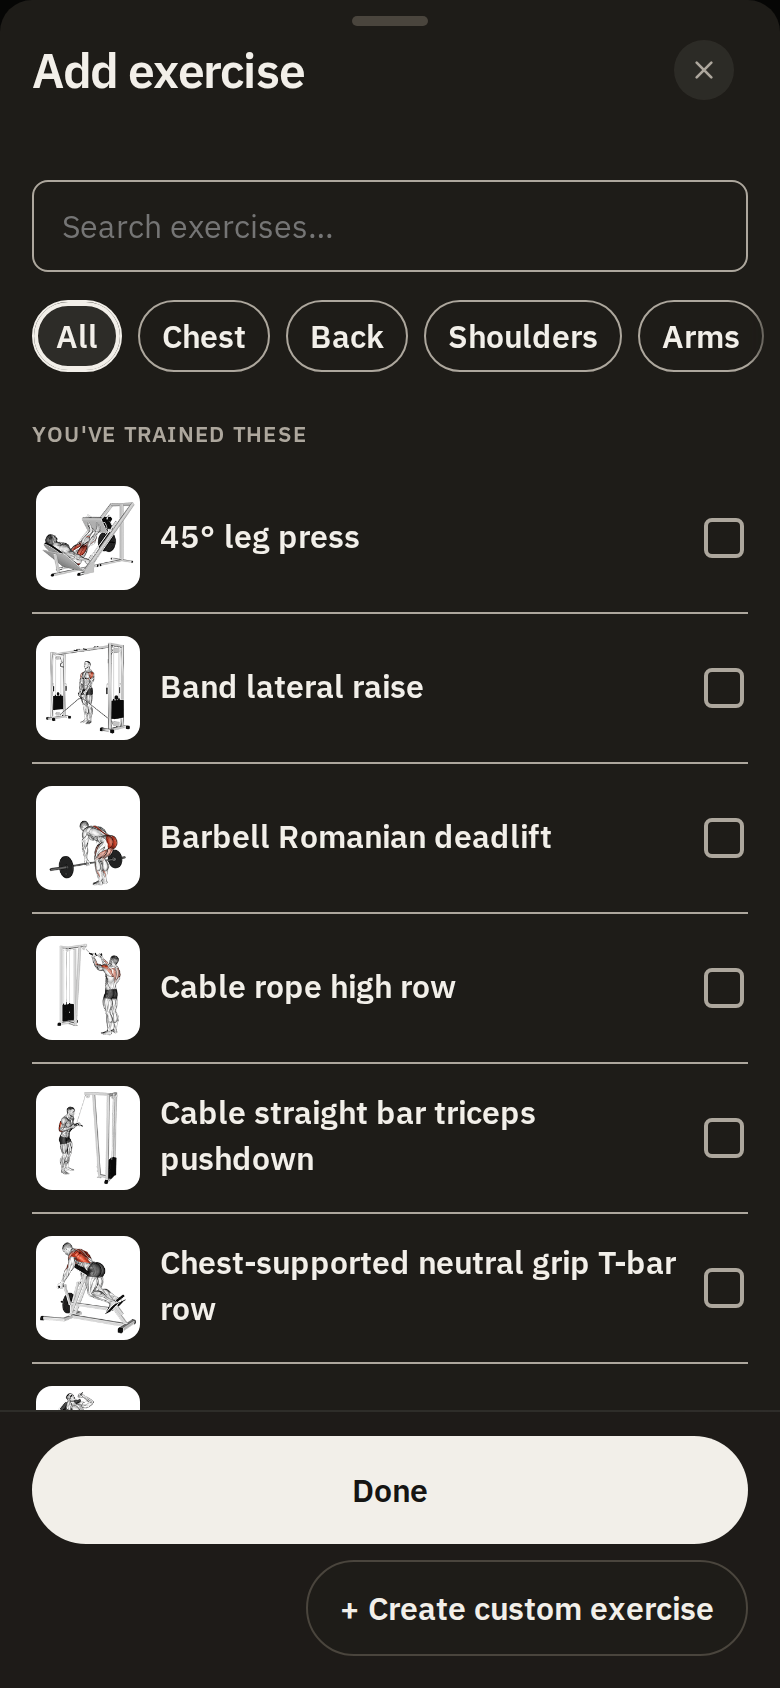 Add exercise
Search exercises...
All
Chest
Back
Shoulders
Arms
YOU'VE TRAINED THESE
45° leg press
Band lateral raise
Barbell Romanian deadlift
Cable rope high row
Cable straight bar triceps
pushdown
Chest-supported neutral grip T-bar
row
Done
+ Create custom exercise